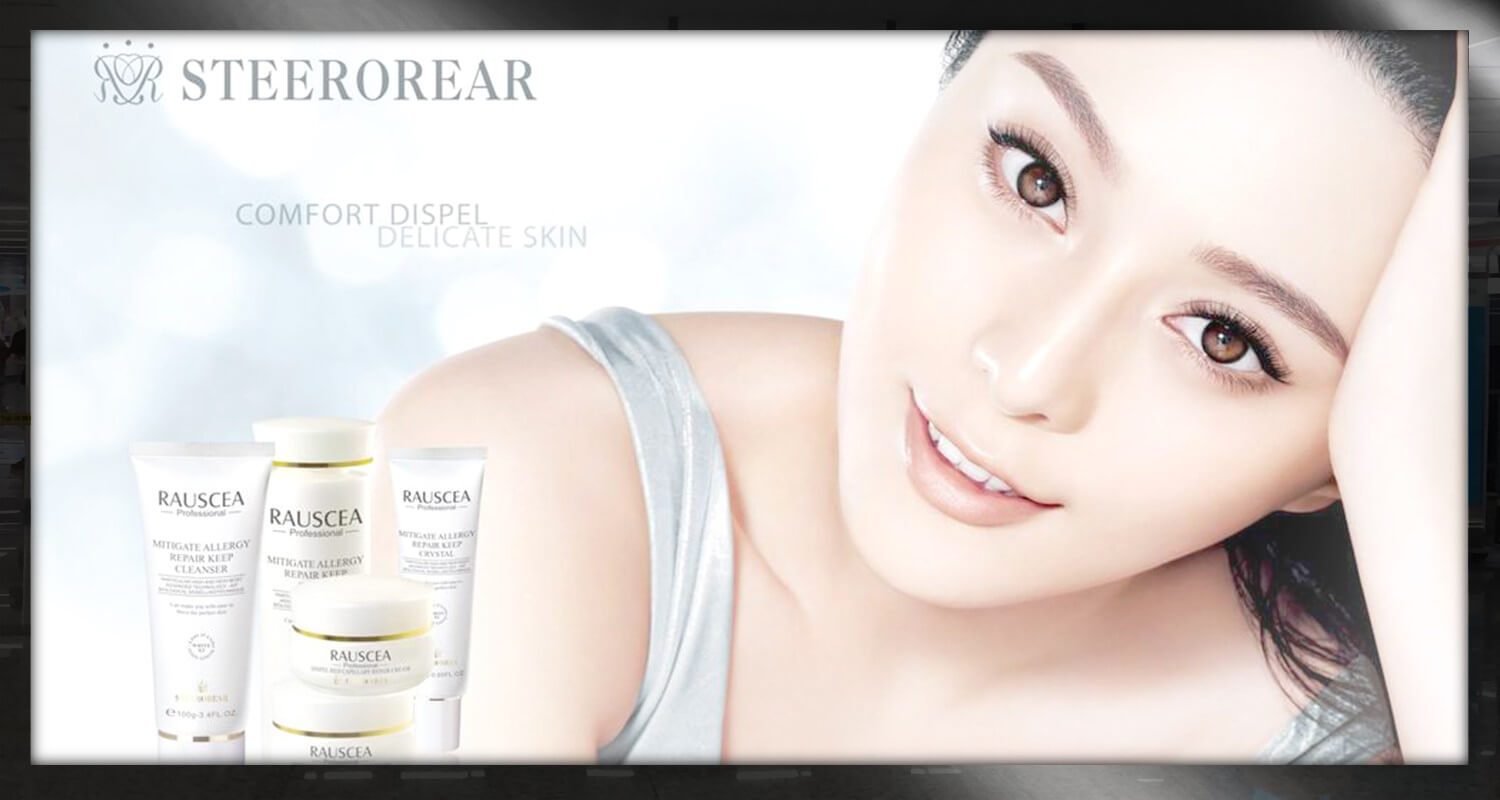 STEEROREAR
COMFORT DISPEL
DELICATE SKIN
RAUSCEA
Professional
MITIGATE ALLERGY
REPAIR KEEP
CLEANSER
STEEROREAR
100g-3.4FL.OZ.
RAUSCEA
Professional
MITIGATE ALLERGY
REPAIR KEEP
RAUSCEA
Professional
MITIGATE ALLERGY
REPAIR KEEP
CRYSTAL
RAUSCEA
Professional
RAUSCEA